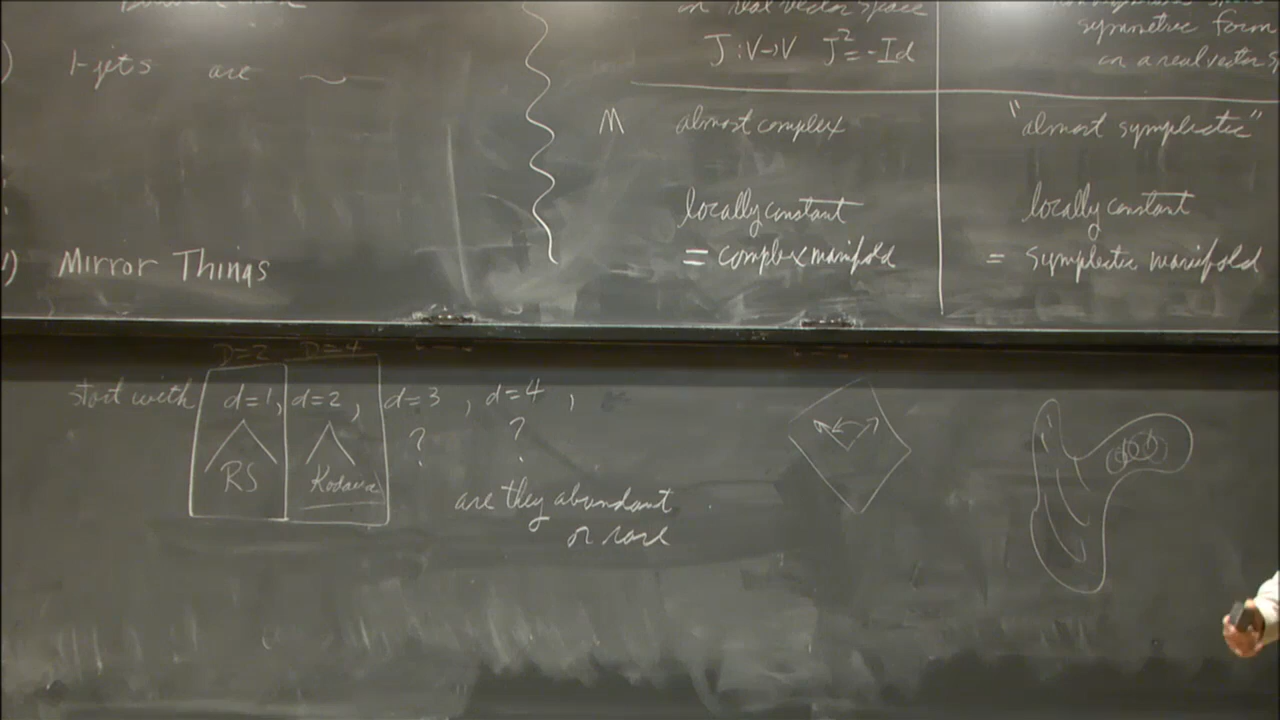 1-jets are
Mirror Things
on real vector space
J : V→V J² = -Id
M almost complex
locally constant
= complex manifold
symmetric form
on a real vector
"almost symplectic"
locally constant
= symplectic manifold
D=2 D=4
start with d=1, d=2, d=3, d=4,
? ?
RS Kodaira
are they abundant
or rare